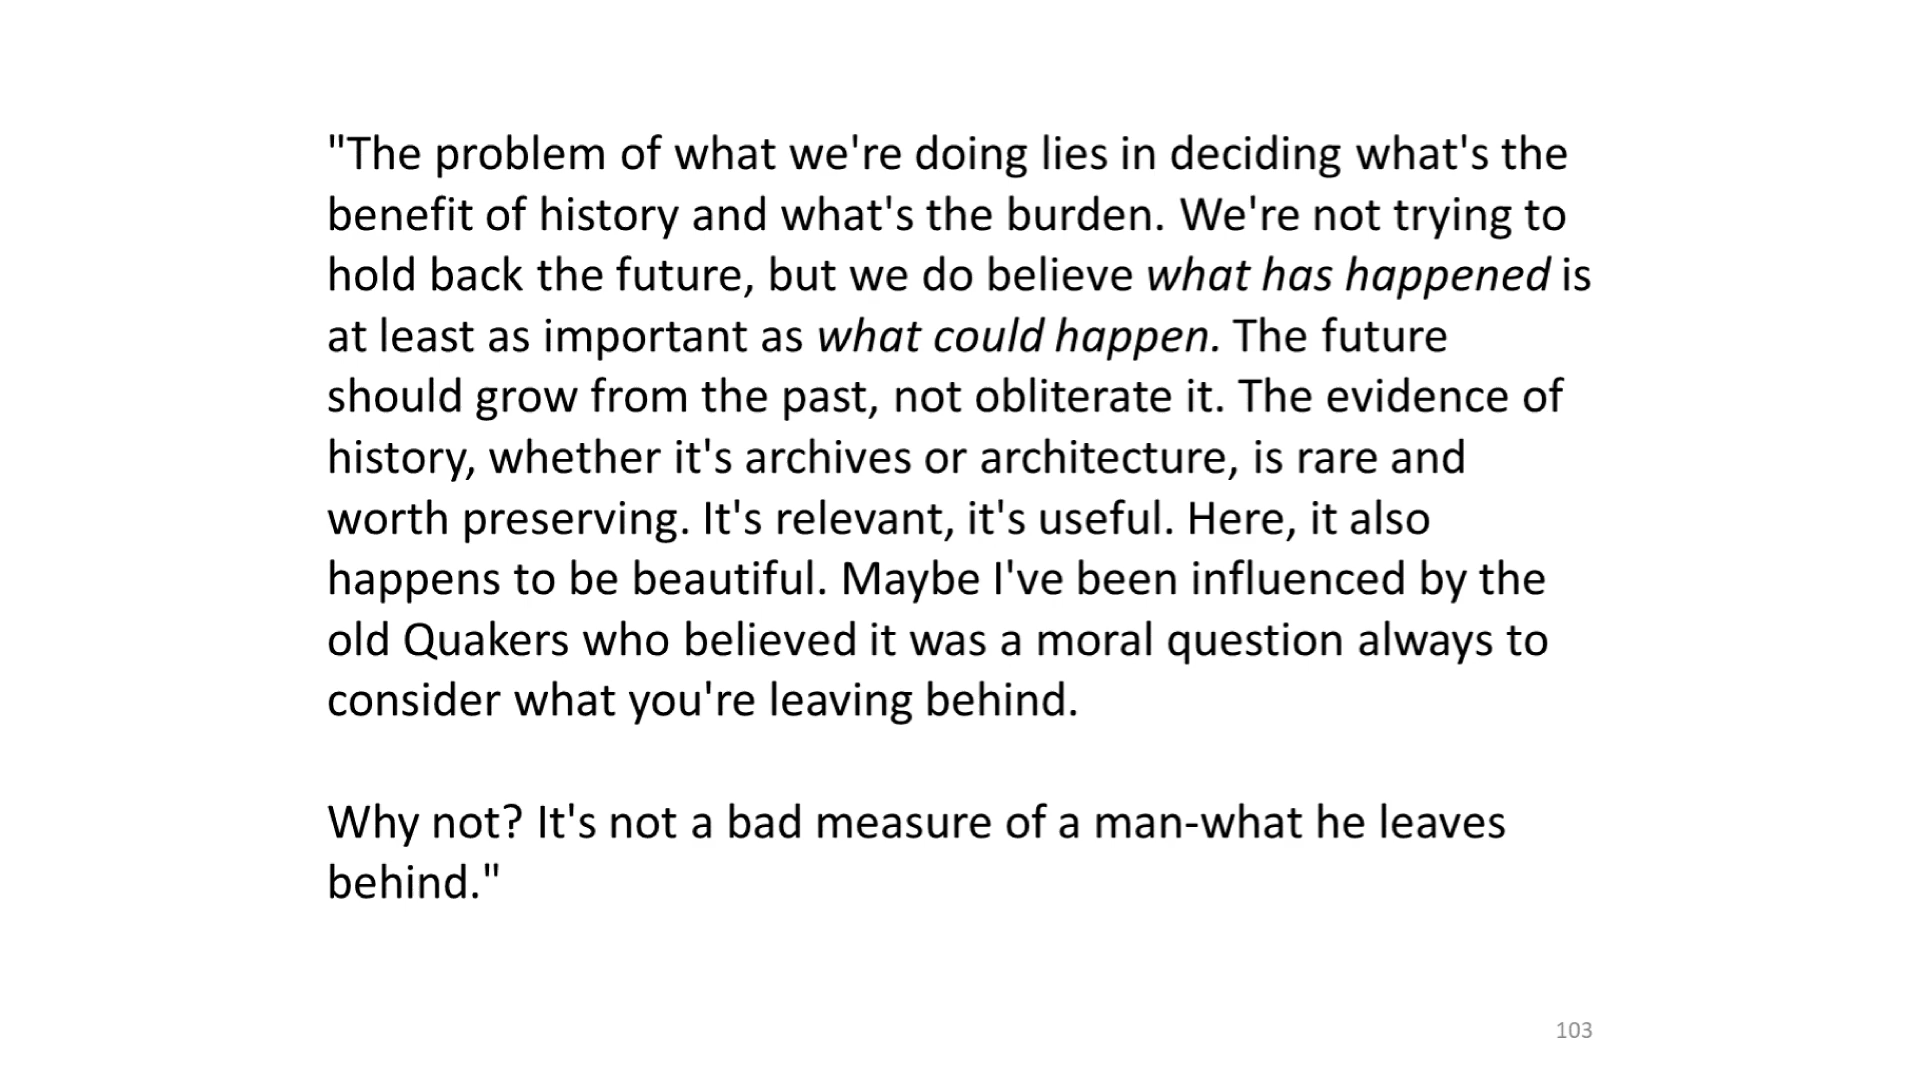 "The problem of what we're doing lies in deciding what's the
benefit of history and what's the burden. We're not trying to
hold back the future, but we do believe what has happened is
at least as important as what could happen. The future
should grow from the past, not obliterate it. The evidence of
history, whether it's archives or architecture, is rare and
worth preserving. It's relevant, it's useful. Here, it also
happens to be beautiful. Maybe I've been influenced by the
old Quakers who believed it was a moral question always to
consider what you're leaving behind.
Why not? It's not a bad measure of a man-what he leaves
behind."
103